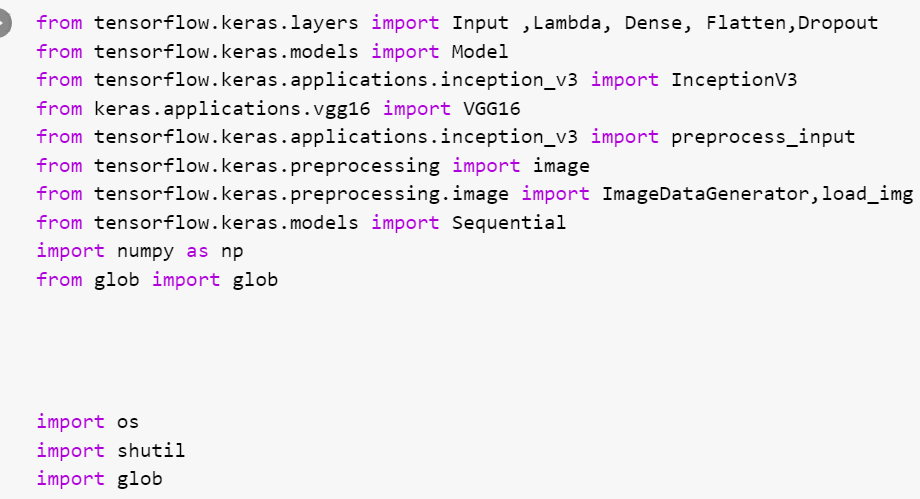 from tensorflow.keras.layers import Input ,Lambda, Dense, Flatten,Dropout
from tensorflow.keras.models import Model
from tensorflow.keras.applications.inception_v3 import InceptionV3
from keras.applications.vgg16 import VGG16
from tensorflow.keras.applications.inception_v3 import preprocess_input
from tensorflow.keras.preprocessing import image
from tensorflow.keras.preprocessing.image import ImageDataGenerator,load_img
from tensorflow.keras.models import Sequential
import numpy as np
from glob import glob
import os
import shutil
import glob